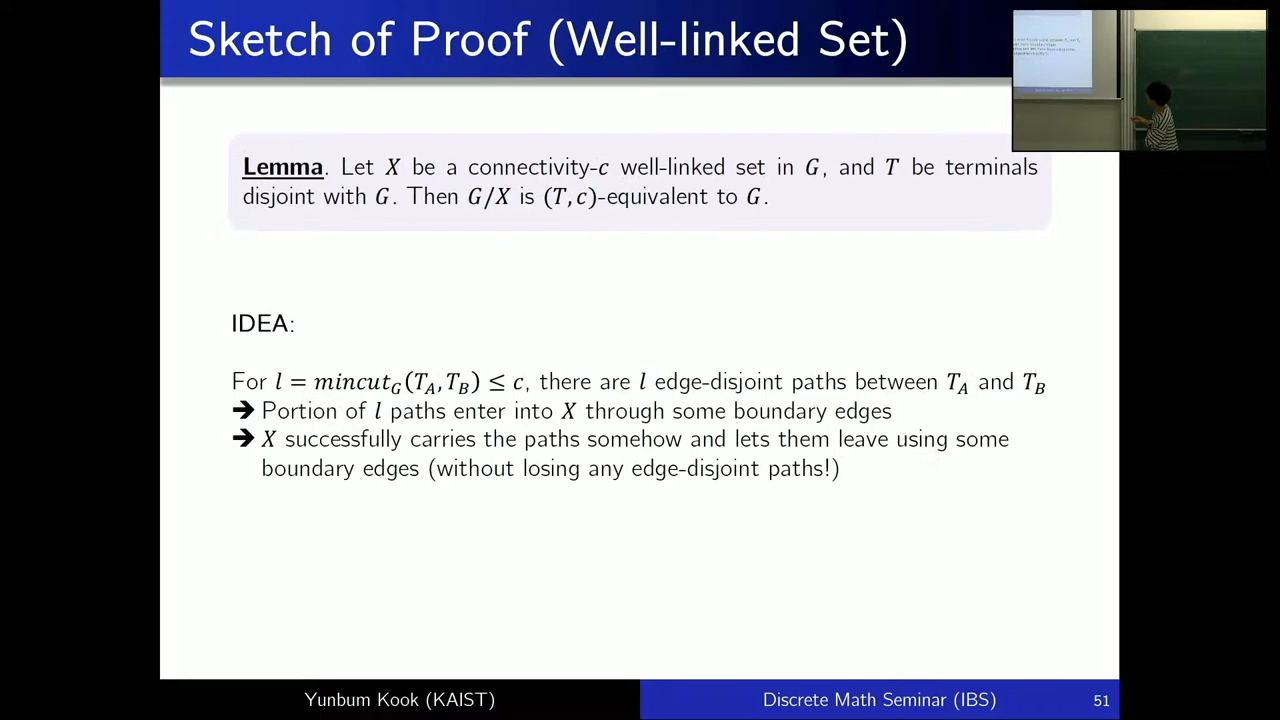 Sketch of Proof (Well-linked Set)
Lemma. Let X be a connectivity-c well-linked set in G, and T be terminals
disjoint with G. Then G/X is (T, c)-equivalent to G.
IDEA:
For l = mincut_G(T_A, T_B) ≤ c, there are l edge-disjoint paths between T_A and T_B
➔ Portion of l paths enter into X through some boundary edges
➔ X successfully carries the paths somehow and lets them leave using some
boundary edges (without losing any edge-disjoint paths!)
Yunbum Kook (KAIST)
Discrete Math Seminar (IBS)
51